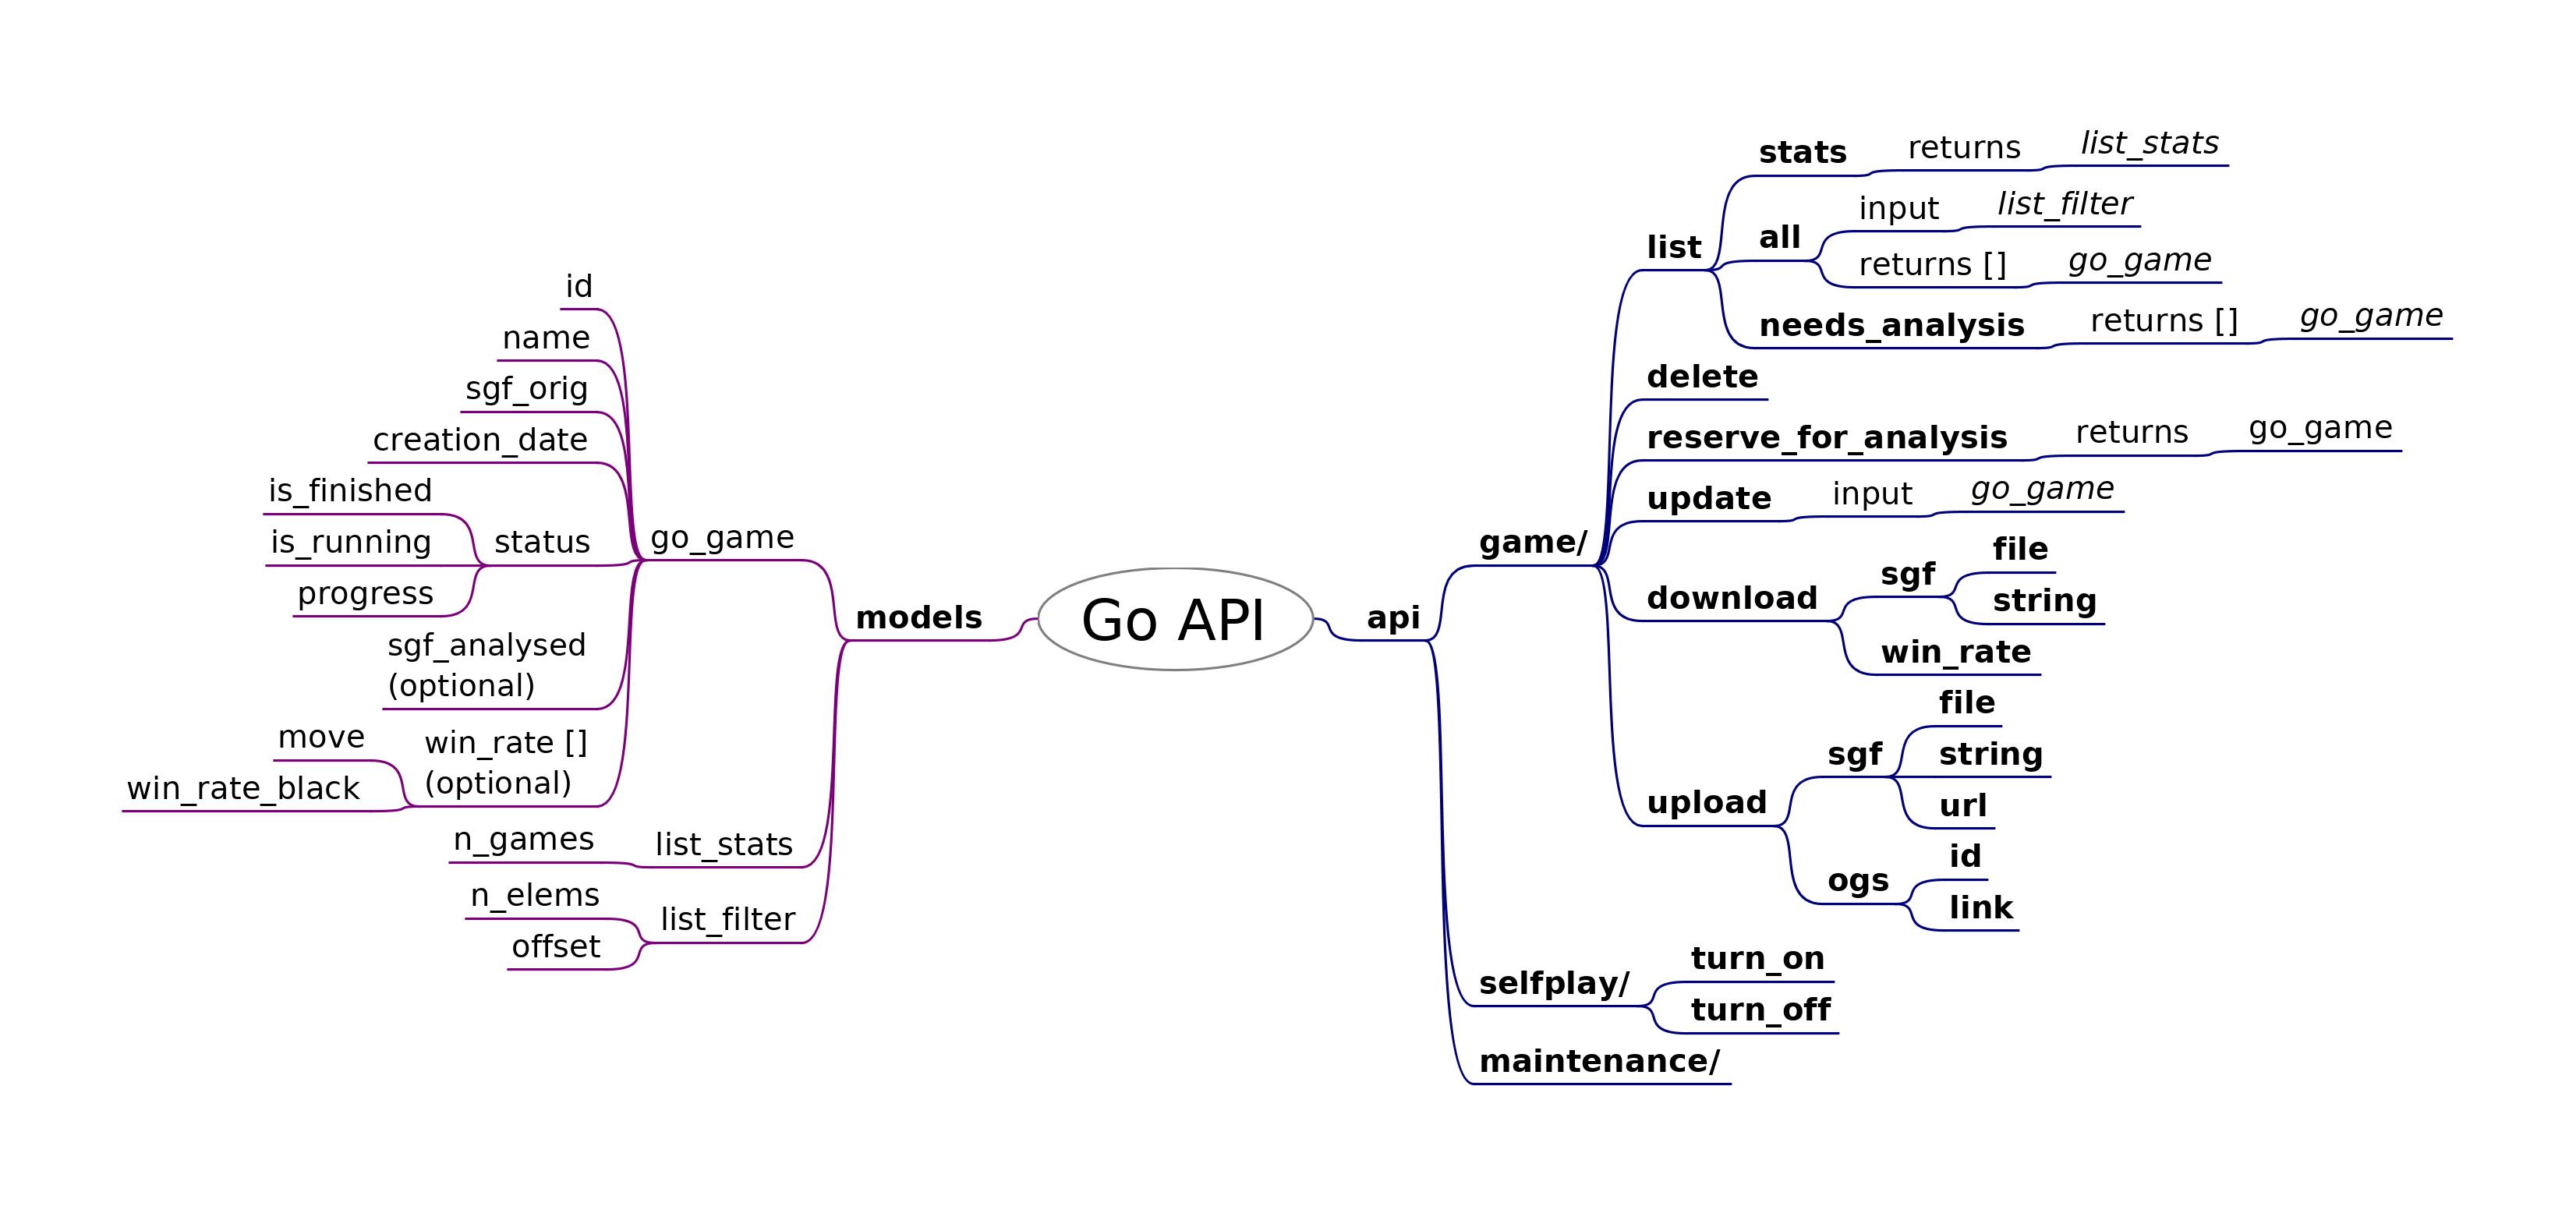 Go API
models
go_game
id
name
sgf_orig
creation_date
status
is_finished
is_running
progress
sgf_analysed
(optional)
win_rate []
(optional)
move
win_rate_black
list_stats
n_games
list_filter
n_elems
offset
api
game/
list
stats
returns
list_stats
all
input
list_filter
returns []
go_game
needs_analysis
returns []
go_game
delete
reserve_for_analysis
returns
go_game
update
input
go_game
download
sgf
file
string
win_rate
upload
sgf
file
string
url
ogs
id
link
selfplay/
turn_on
turn_off
maintenance/